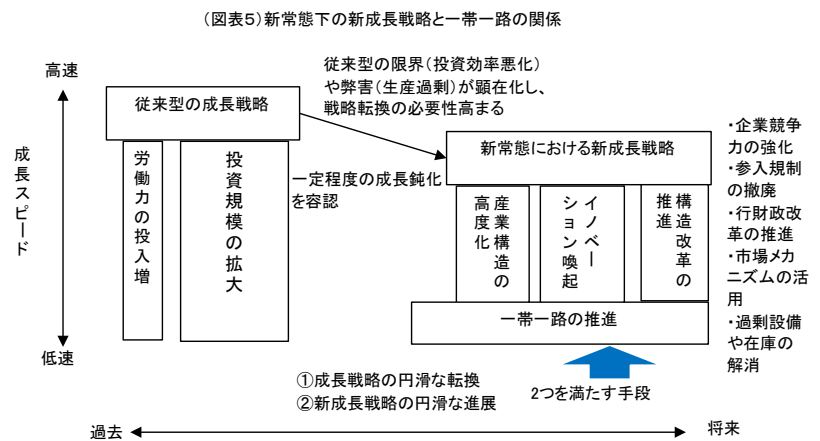 （図表５）新常態下の新成長戦略と一帯一路の関係
高速
従来型の成長戦略
従来型の限界（投資効率悪化）
や弊害（生産過剰）が顕在化し、
戦略転換の必要性高まる
成長スピード
労働力の投入増
投資規模の拡大
一定程度の成長鈍化
を容認
新常態における新成長戦略
産業構造の
高度化
イノベー
ション喚起
構造改革の
推進
・企業競争
力の強化
・参入規制
の撤廃
・行財政改
革の推進
・市場メカ
ニズムの活
用
・過剰設備
や在庫の
解消
一帯一路の推進
低速
①成長戦略の円滑な転換
②新成長戦略の円滑な進展
2つを満たす手段
過去
将来